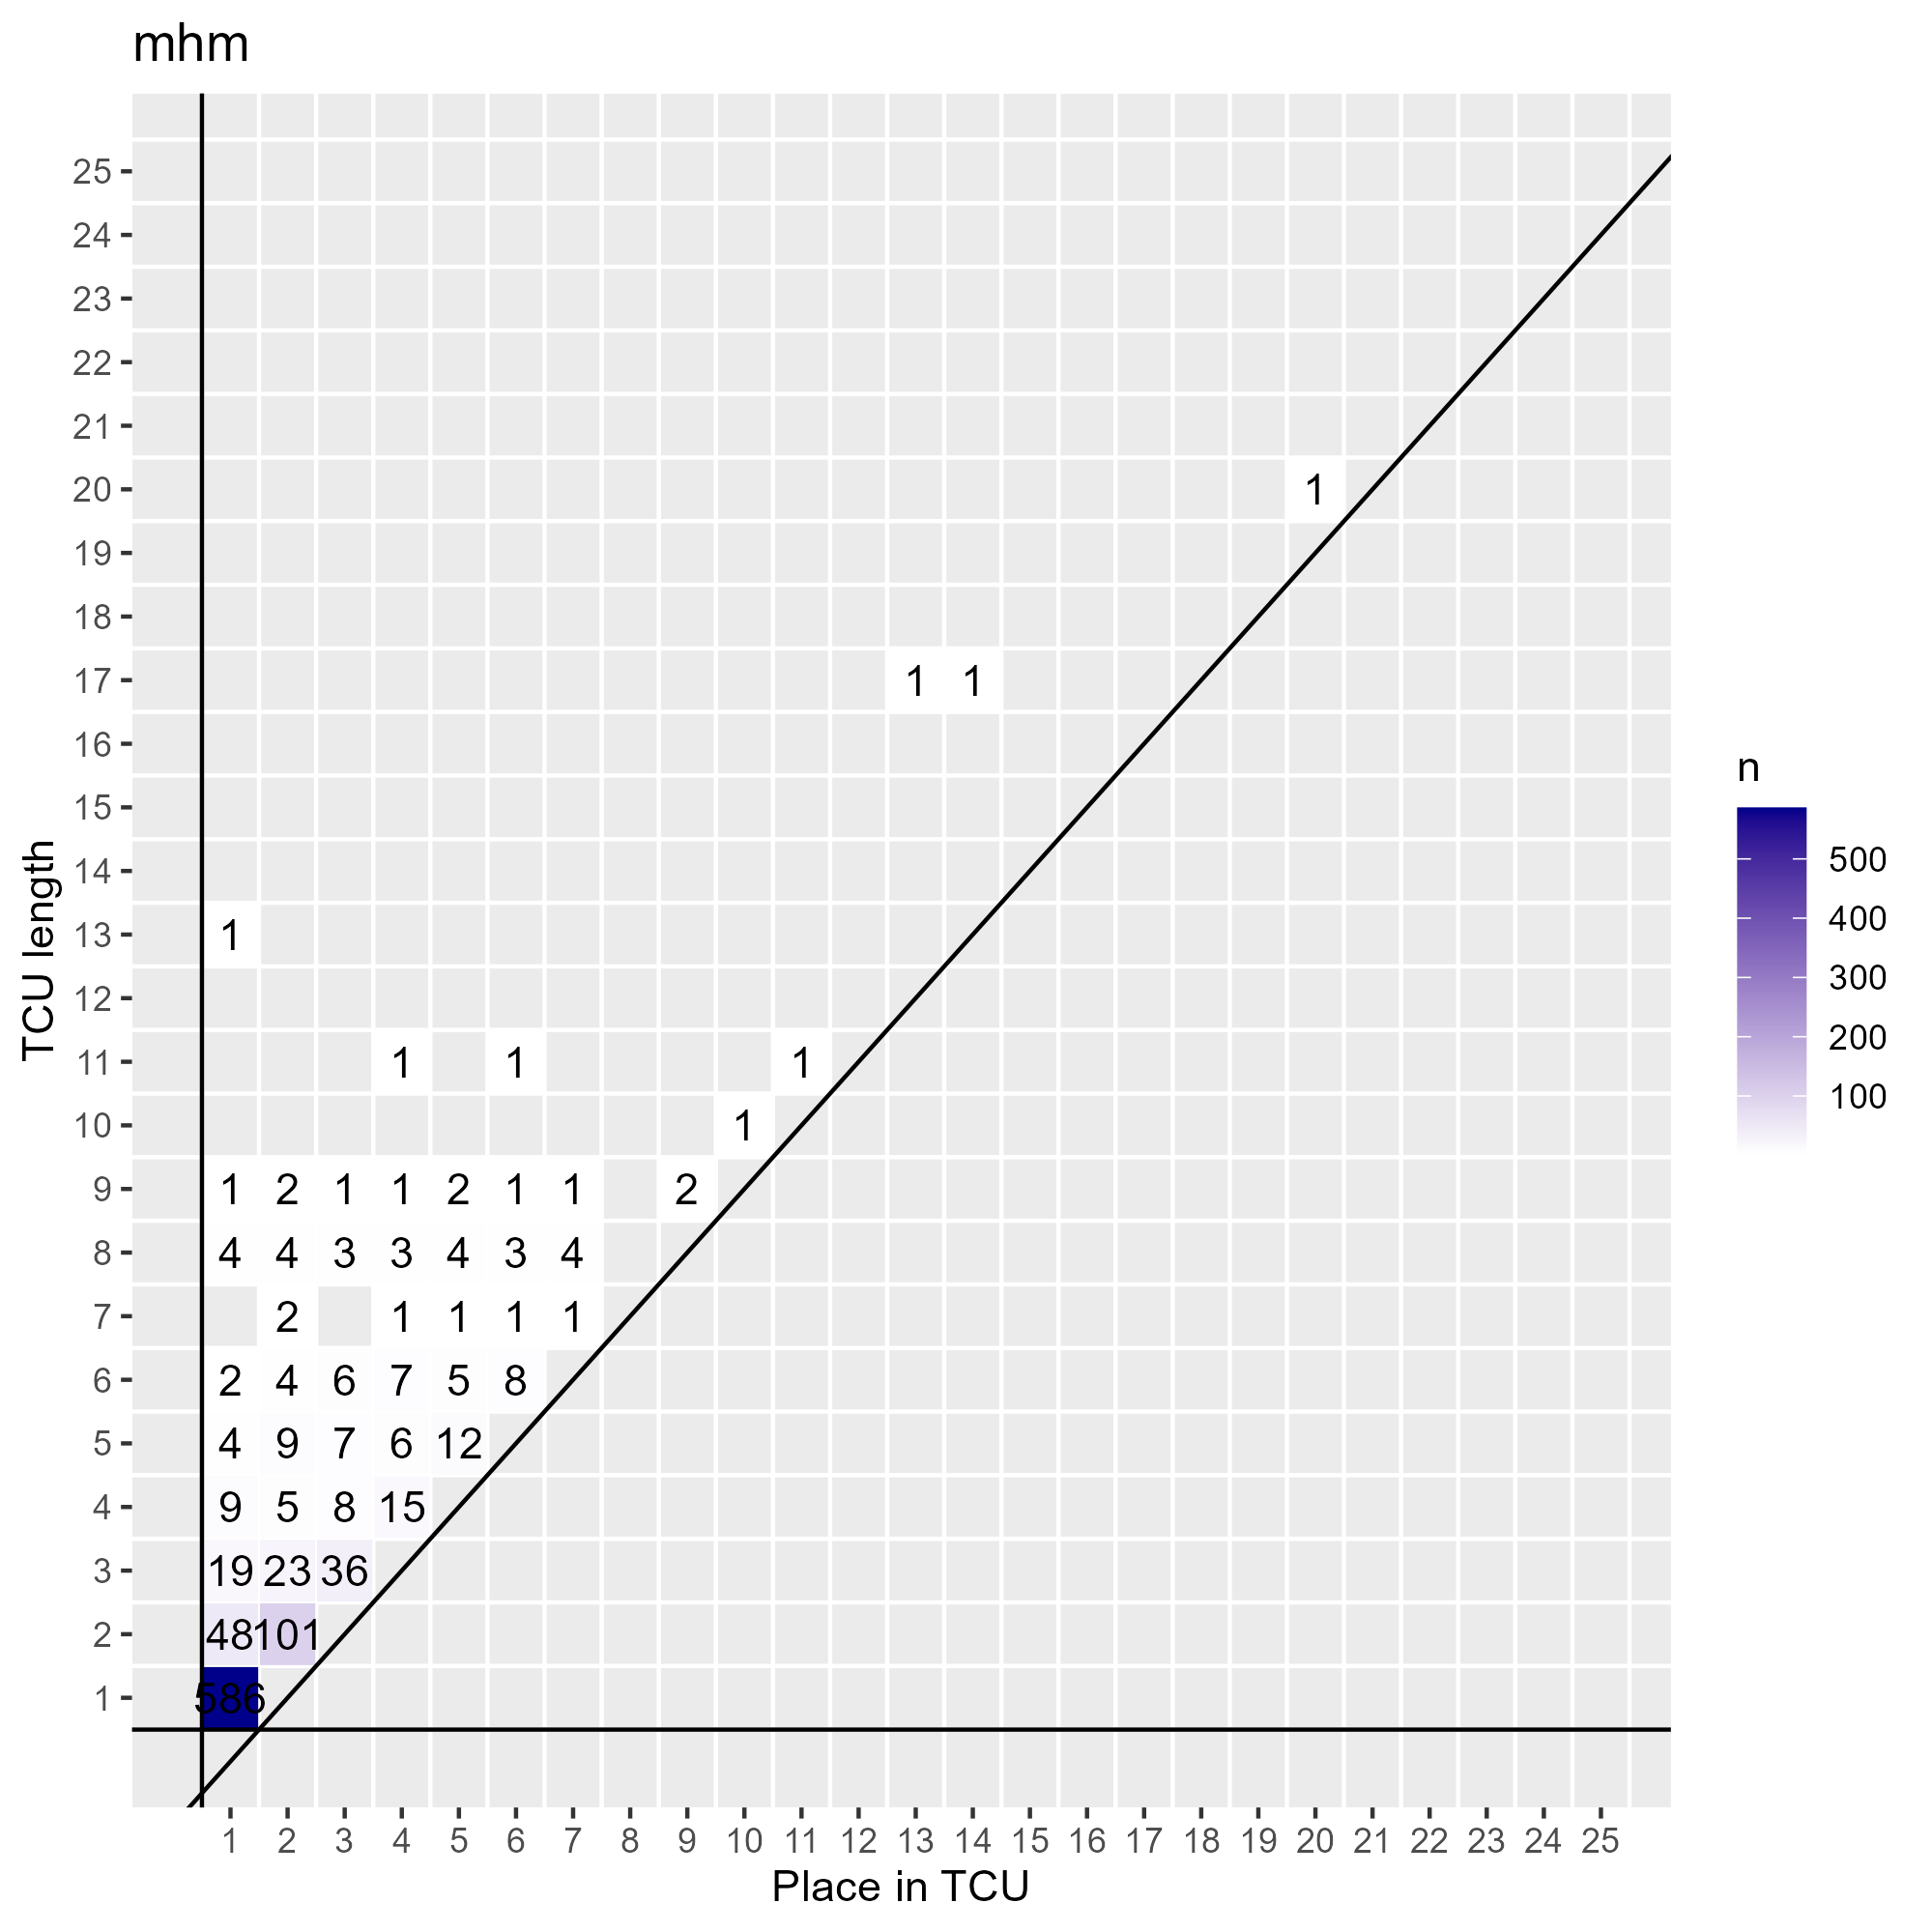 mhm
25
24
23
22
21
20 1
19
18
17 1 1
16
15
14
13 1
12
11 1 1 1
10 1
9 1 2 1 1 2 1 1 2
8 4 4 3 3 4 3 4
7 2 1 1 1 1
6 2 4 6 7 5 8
5 4 9 7 6 12
4 9 5 8 15
3 19 23 36
2 48 101
1 586
1 2 3 4 5 6 7 8 9 10 11 12 13 14 15 16 17 18 19 20 21 22 23 24 25
Place in TCU
TCU length
n
500
400
300
200
100